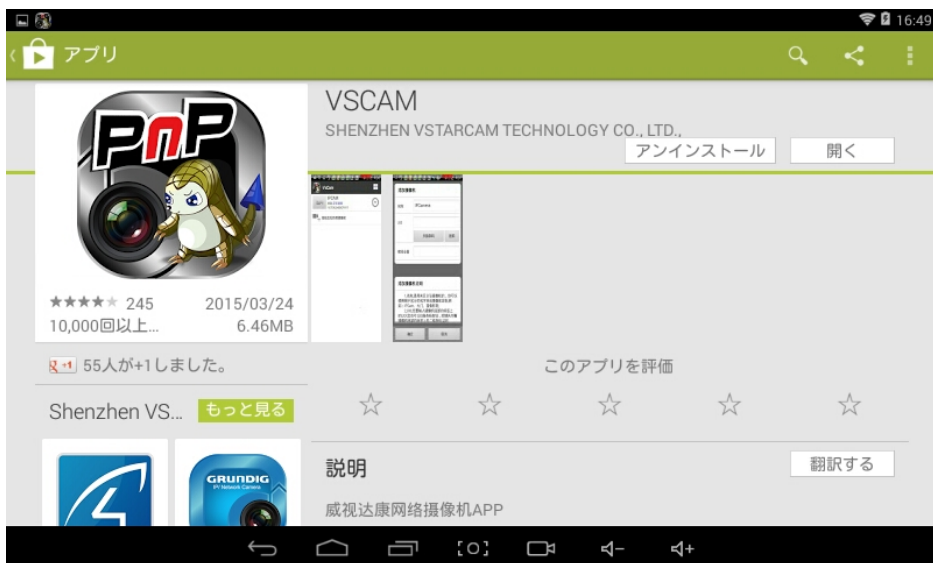 16:49
アプリ
PnP
VSCAM
SHENZHEN VSTARCAM TECHNOLOGY CO., LTD.,
アンインストール
開く
245
2015/03/24
10,000回以上...
6.46MB
g +1
55人が+1しました。
このアプリを評価
Shenzhen VS...
もっと見る
GRUNDIG
説明
翻訳する
威视达康网络摄像机APP